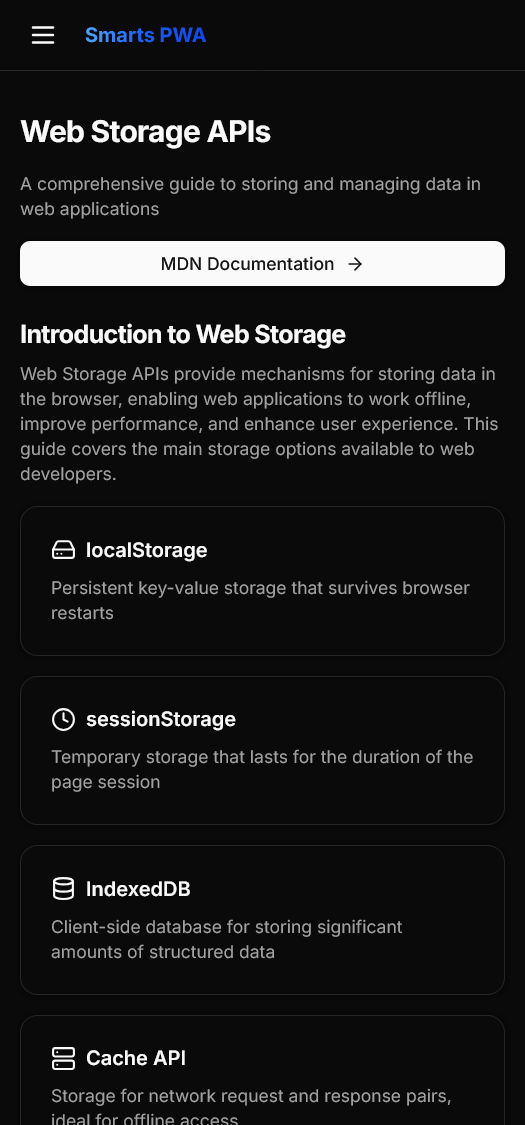 Smarts PWA
Web Storage APIs
A comprehensive guide to storing and managing data in
web applications
MDN Documentation →
Introduction to Web Storage
Web Storage APIs provide mechanisms for storing data in
the browser, enabling web applications to work offline,
improve performance, and enhance user experience. This
guide covers the main storage options available to web
developers.
localStorage
Persistent key-value storage that survives browser
restarts
sessionStorage
Temporary storage that lasts for the duration of the
page session
IndexedDB
Client-side database for storing significant
amounts of structured data
Cache API
Storage for network request and response pairs,
ideal for offline access